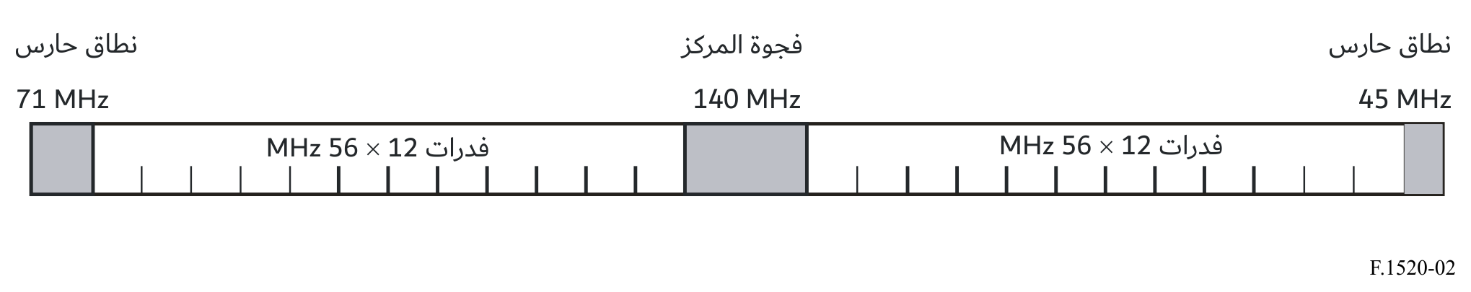 نطاق حارس
فجوة المركز
نطاق حارس
71 MHz
140 MHz
45 MHz
فدرات 12 × 56 MHz
فدرات 12 × 56 MHz
F.1520-02